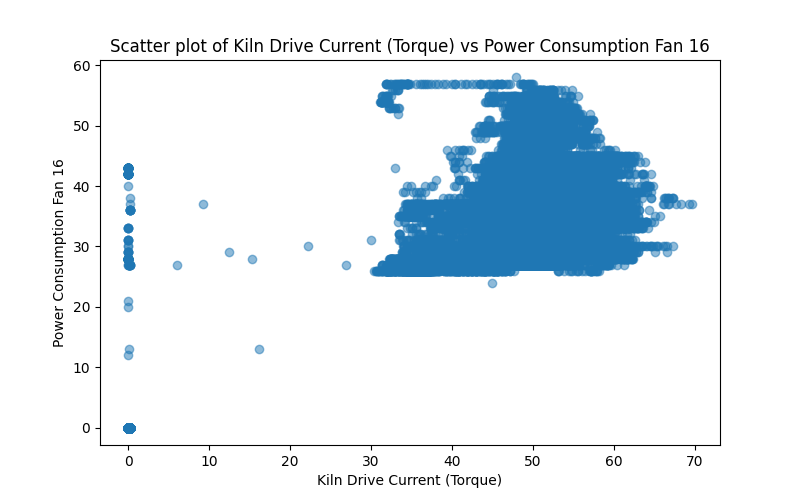 Scatter plot of Kiln Drive Current (Torque) vs Power Consumption Fan 16
60
50
40
30
20
10
0
Power Consumption Fan 16
0 10 20 30 40 50 60 70
Kiln Drive Current (Torque)